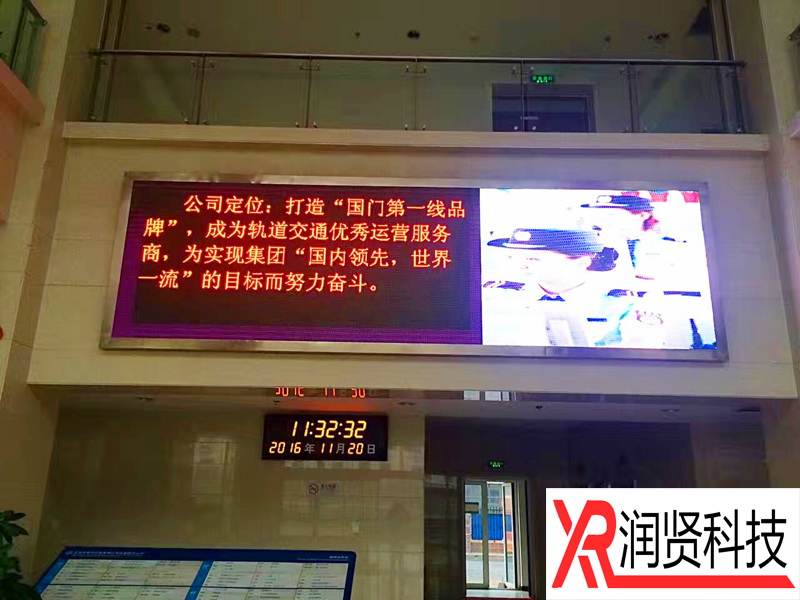 公司定位：打造“国门第一线品
牌”，成为轨道交通优秀运营服务
商，为实现集团“国内领先，世界
一流”的目标而努力奋斗。
11:32:32
2016年11月20日
润贤科技